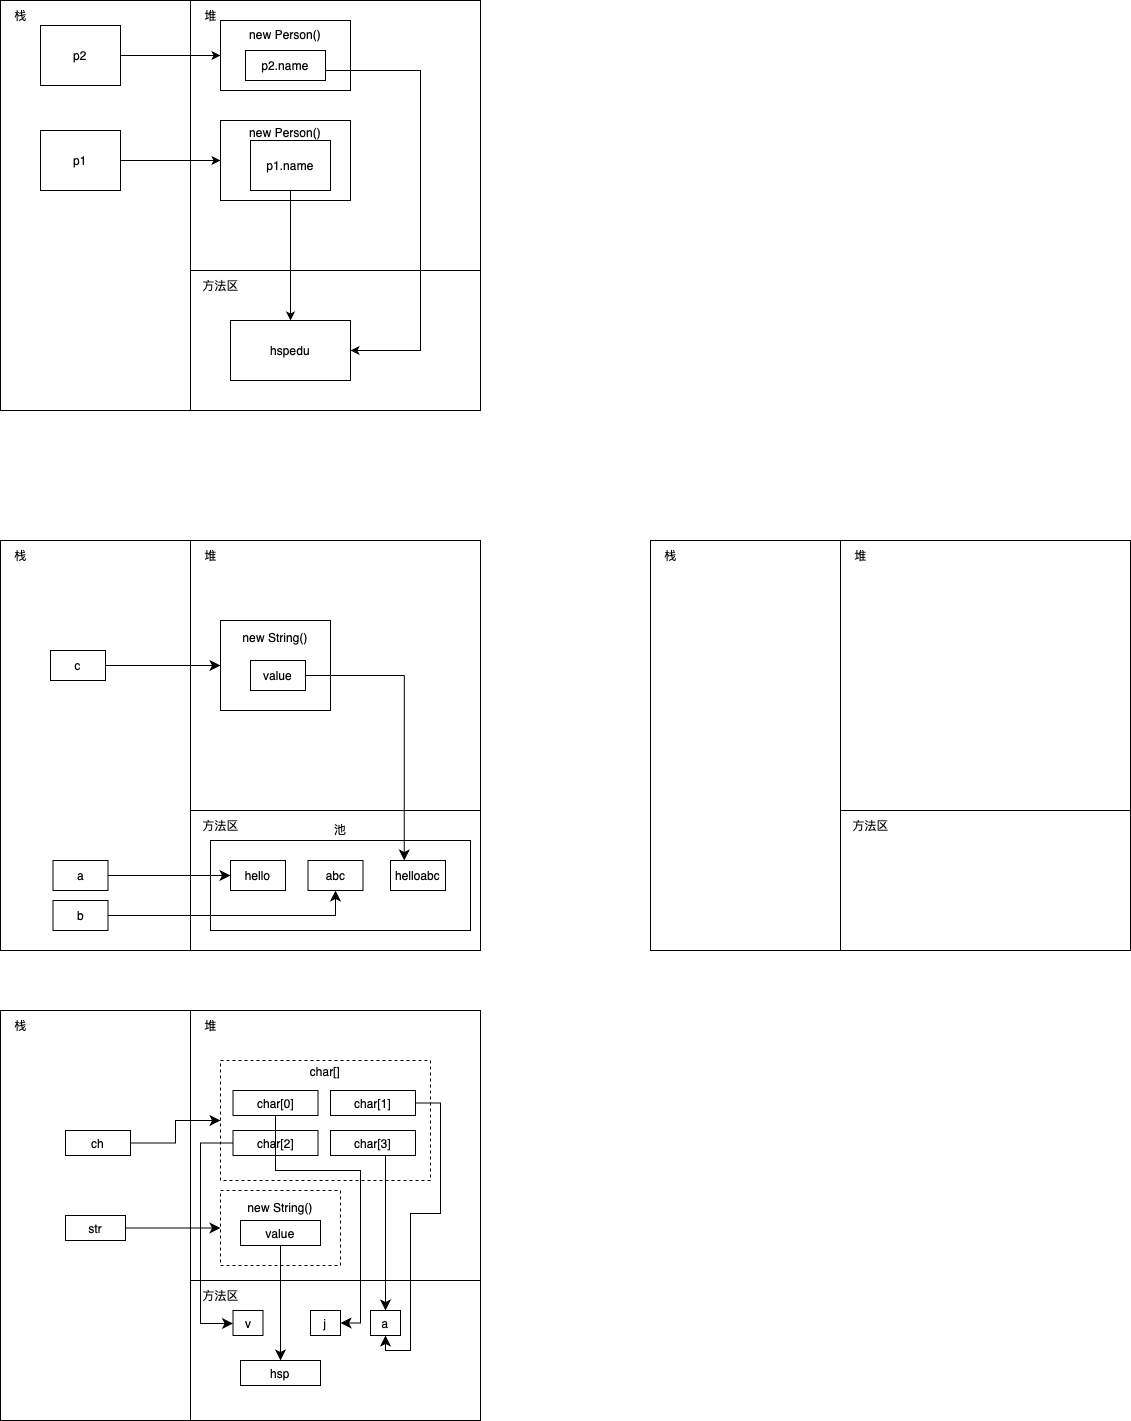 栈
堆
new Person()
p2
p2.name
new Person()
p1
p1.name
方法区
hspedu
栈
堆
new String()
c
value
方法区
池
a
hello
abc
helloabc
b
栈
堆
方法区
栈
堆
char[]
char[0]
char[1]
ch
char[2]
char[3]
new String()
str
value
方法区
v
j
a
hsp